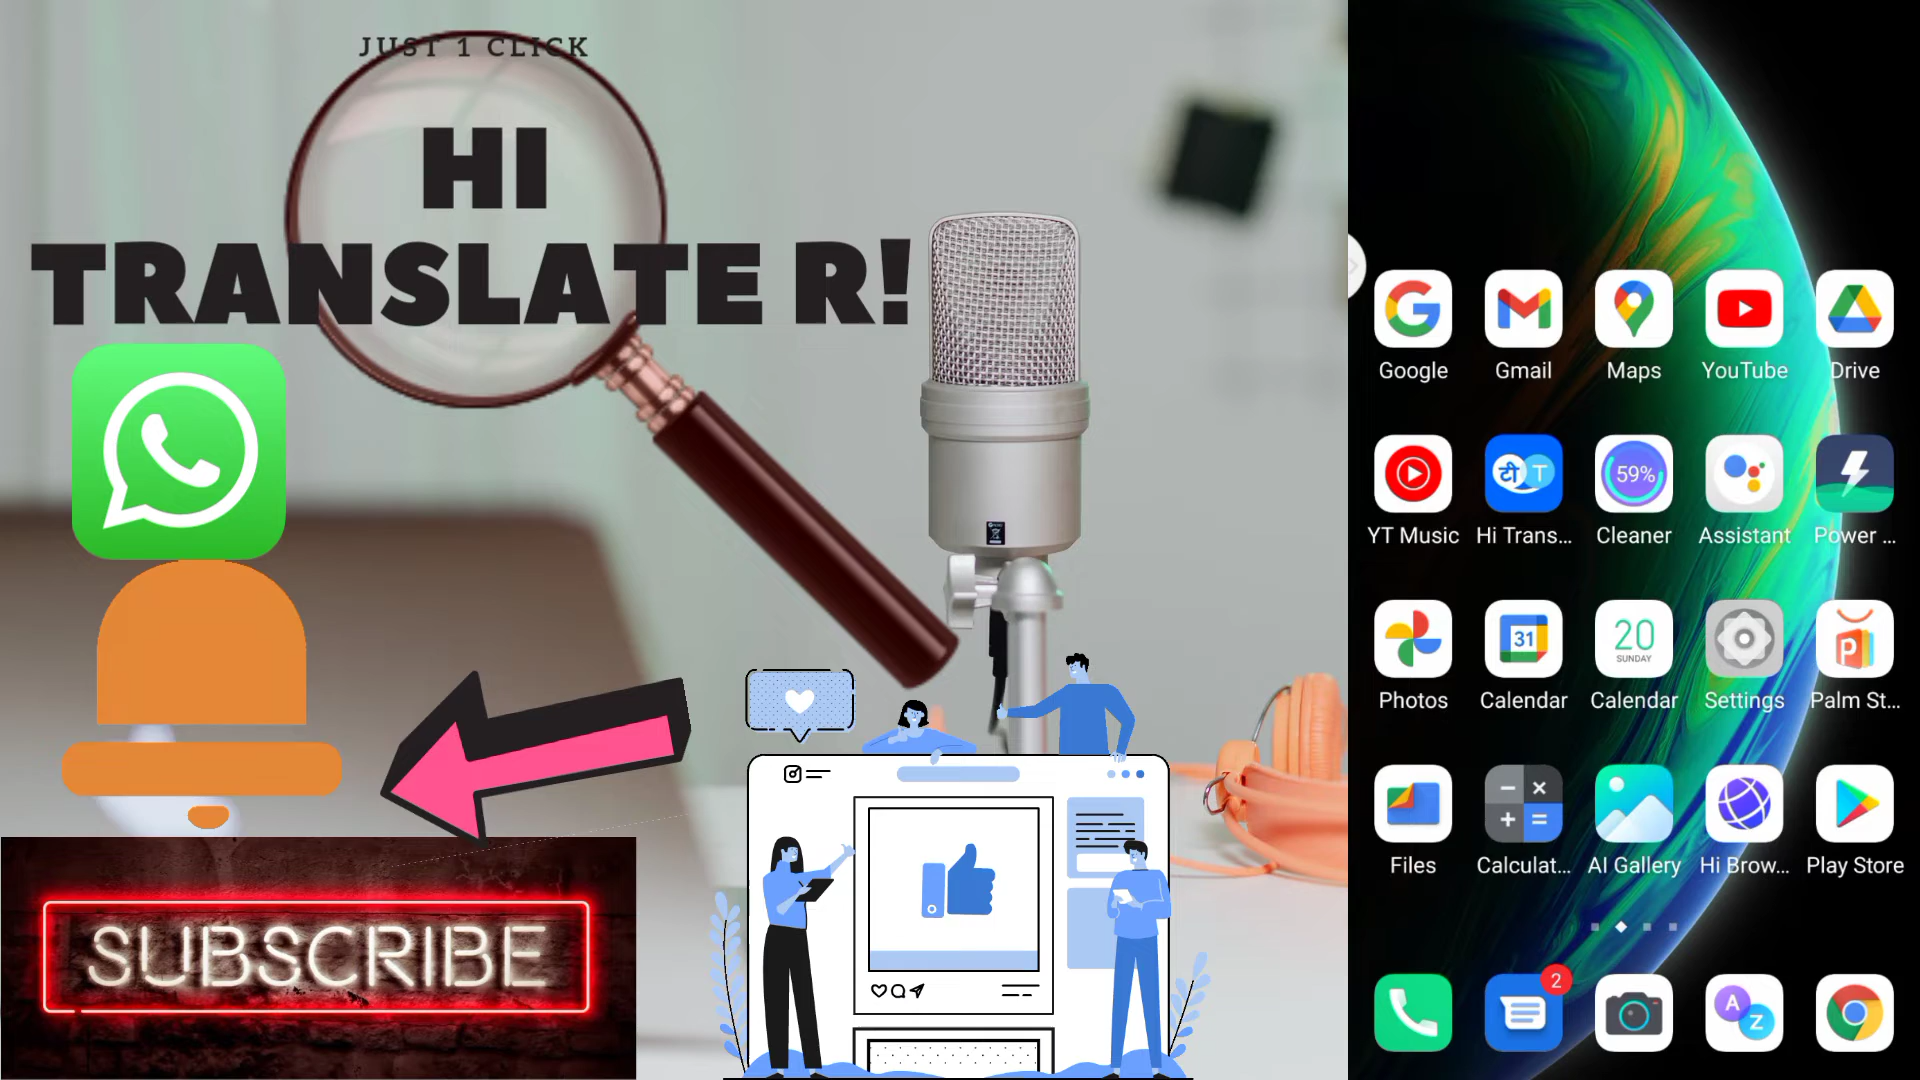 JUST 1 CLICK
HI
TRANSLATE R!
SUBSCRIBE
Google Gmail Maps YouTube Drive
टी T 59%
YT Music Hi Trans... Cleaner Assistant Power ...
31 20
SUNDAY
Photos Calendar Calendar Settings Palm St...
Files Calculat... AI Gallery Hi Brow... Play Store
2
A
Z